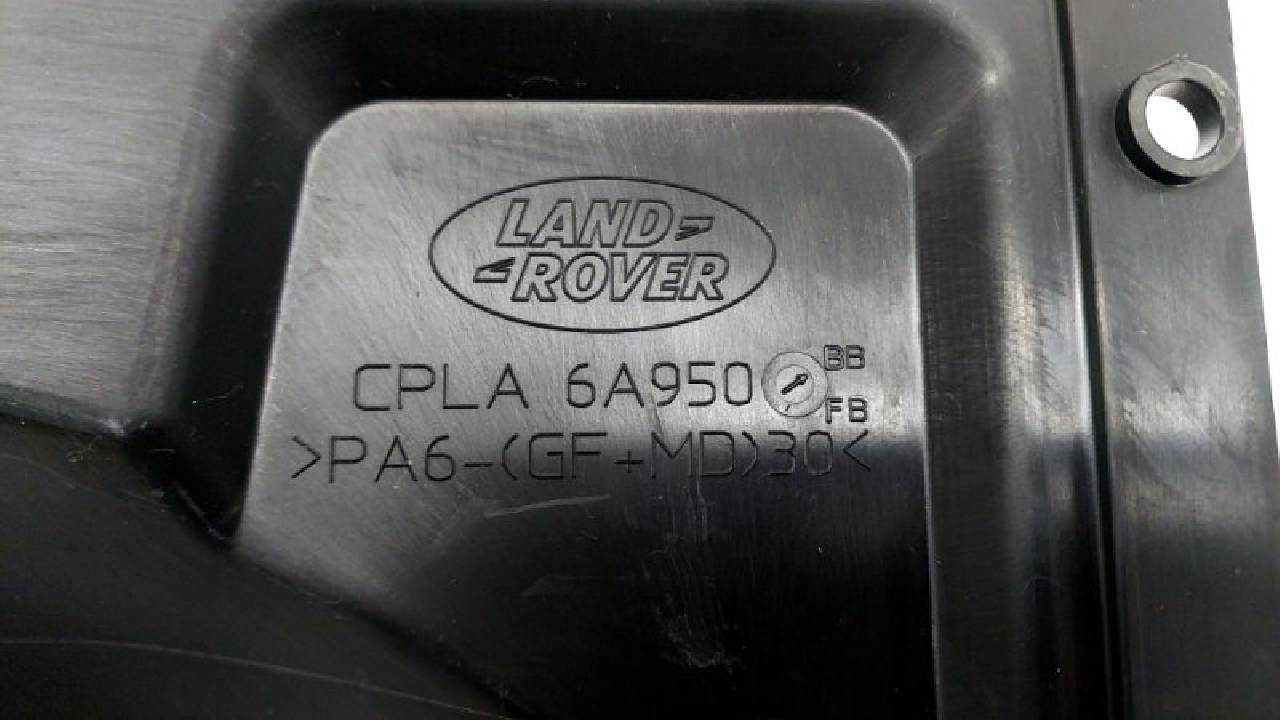 LAND
ROVER
CPLA 6A950 BB
FB
>PA6-(GF+MD)30<